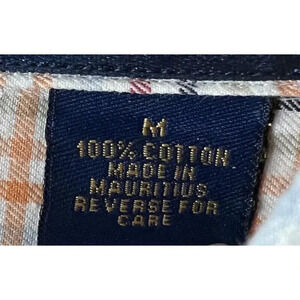 M
100% COTTON
MADE IN
MAURITIUS
REVERSE FOR
CARE